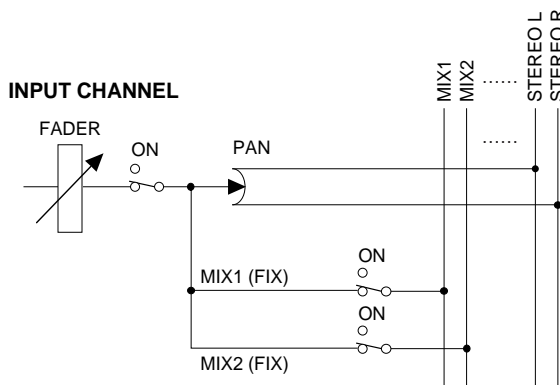 INPUT CHANNEL
FADER
ON
PAN
MIX1
MIX2
......
STEREO L
STEREO R
......
ON
MIX1 (FIX)
ON
MIX2 (FIX)